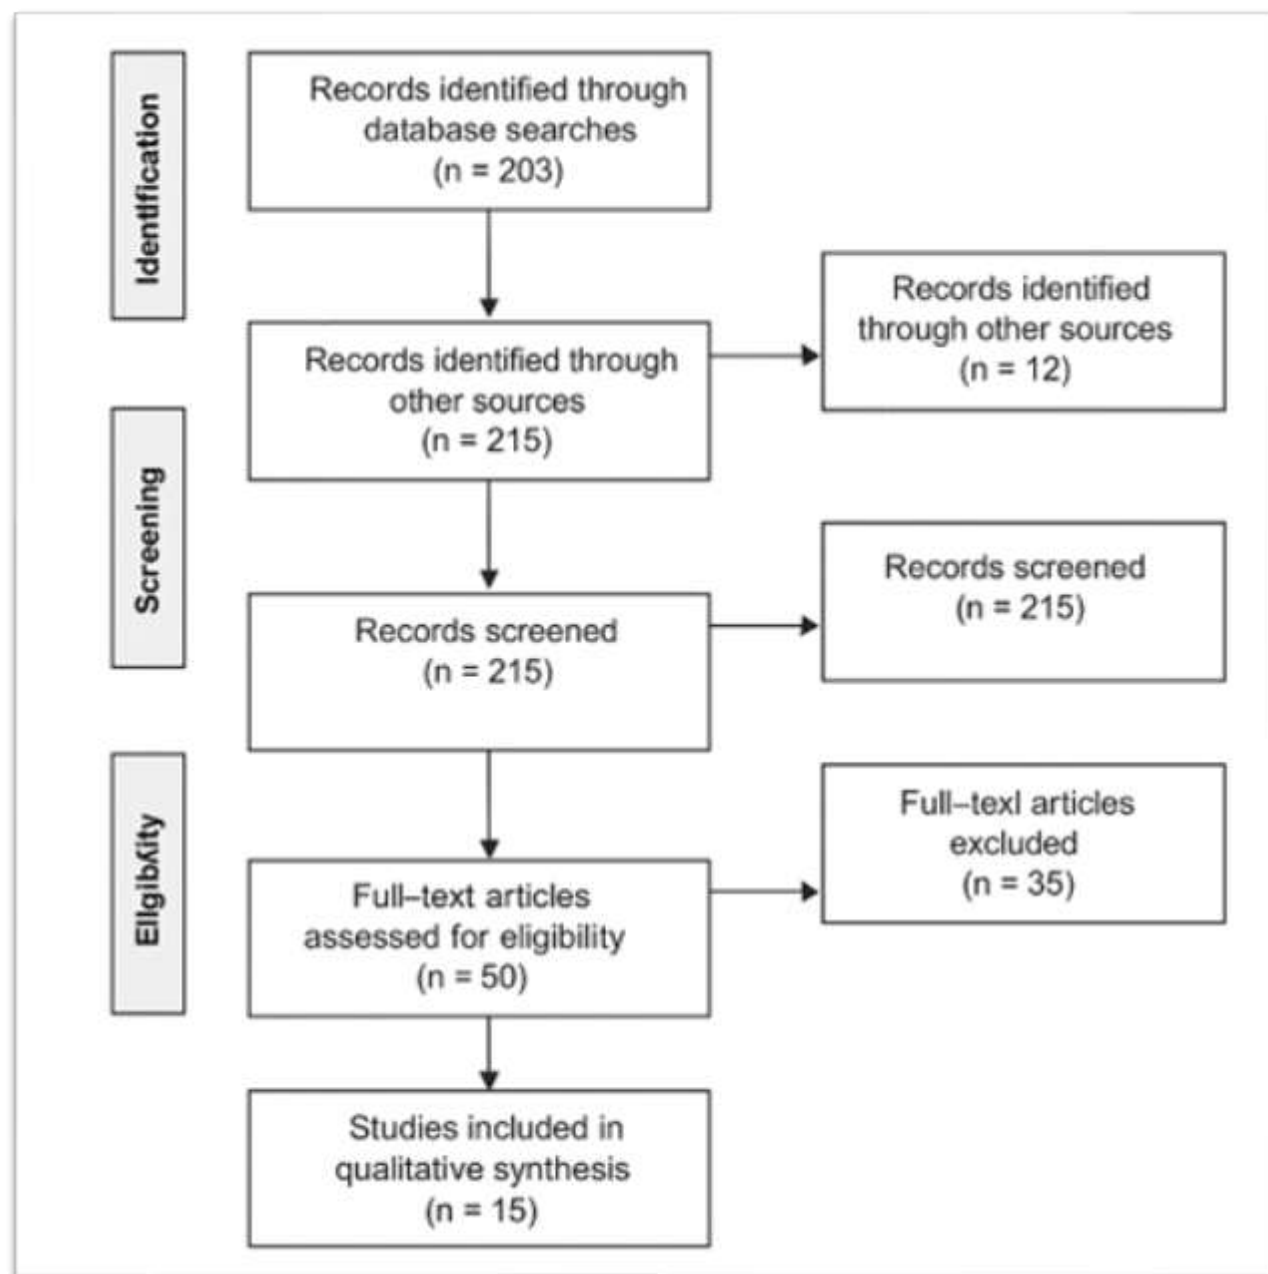 Identification
Records identified through
database searches
(n = 203)
Records identified through
other sources
(n = 215)
Records identified
through other sources
(n = 12)
Screening
Records screened
(n = 215)
Records screened
(n = 215)
Full–texl articles
excluded
(n = 35)
Full–text articles
assessed for eligibility
(n = 50)
Studies included in
qualitative synthesis
(n = 15)